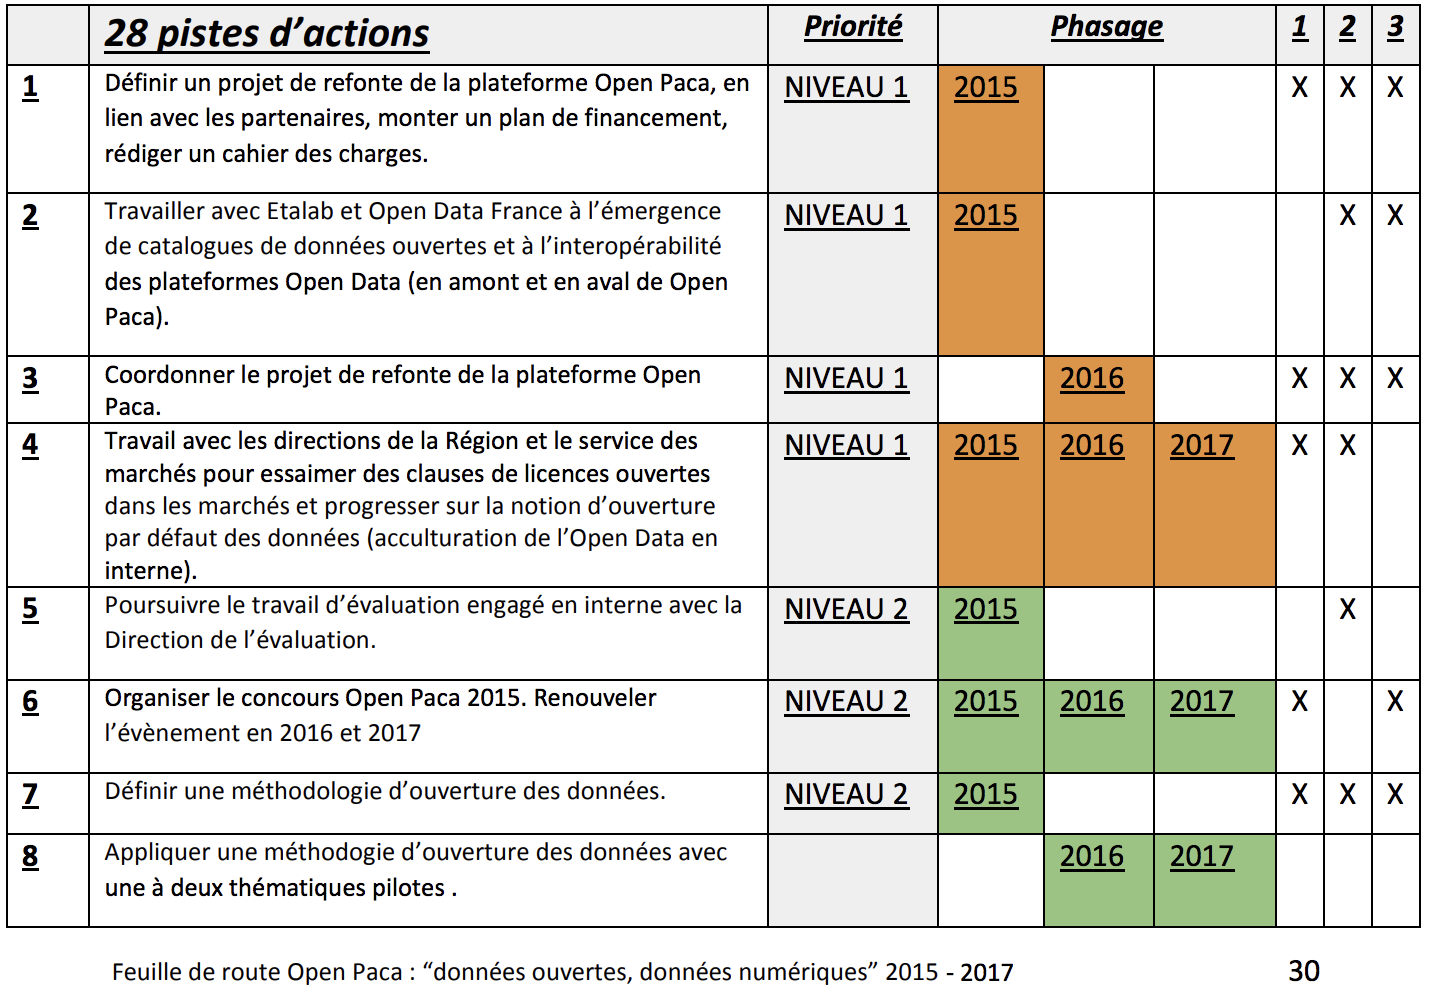 28 pistes d’actions Priorité Phasage 1 2 3
1 Définir un projet de refonte de la plateforme Open Paca, en NIVEAU 1 2015 X X X
lien avec les partenaires, monter un plan de financement,
rédiger un cahier des charges.
2 Travailler avec Etalab et Open Data France à l’émergence NIVEAU 1 2015 X X
de catalogues de données ouvertes et à l’interopérabilité
des plateformes Open Data (en amont et en aval de Open
Paca).
3 Coordonner le projet de refonte de la plateforme Open NIVEAU 1 2016 X X X
Paca.
4 Travail avec les directions de la Région et le service des NIVEAU 1 2015 2016 2017 X X
marchés pour essaimer des clauses de licences ouvertes
dans les marchés et progresser sur la notion d’ouverture
par défaut des données (acculturation de l’Open Data en
interne).
5 Poursuivre le travail d’évaluation engagé en interne avec la NIVEAU 2 2015 X
Direction de l’évaluation.
6 Organiser le concours Open Paca 2015. Renouveler NIVEAU 2 2015 2016 2017 X X
l’évènement en 2016 et 2017
7 Définir une méthodologie d’ouverture des données. NIVEAU 2 2015 X X X
8 Appliquer une méthodogie d’ouverture des données avec 2016 2017
une à deux thématiques pilotes .
Feuille de route Open Paca : “données ouvertes, données numériques” 2015 - 2017 30